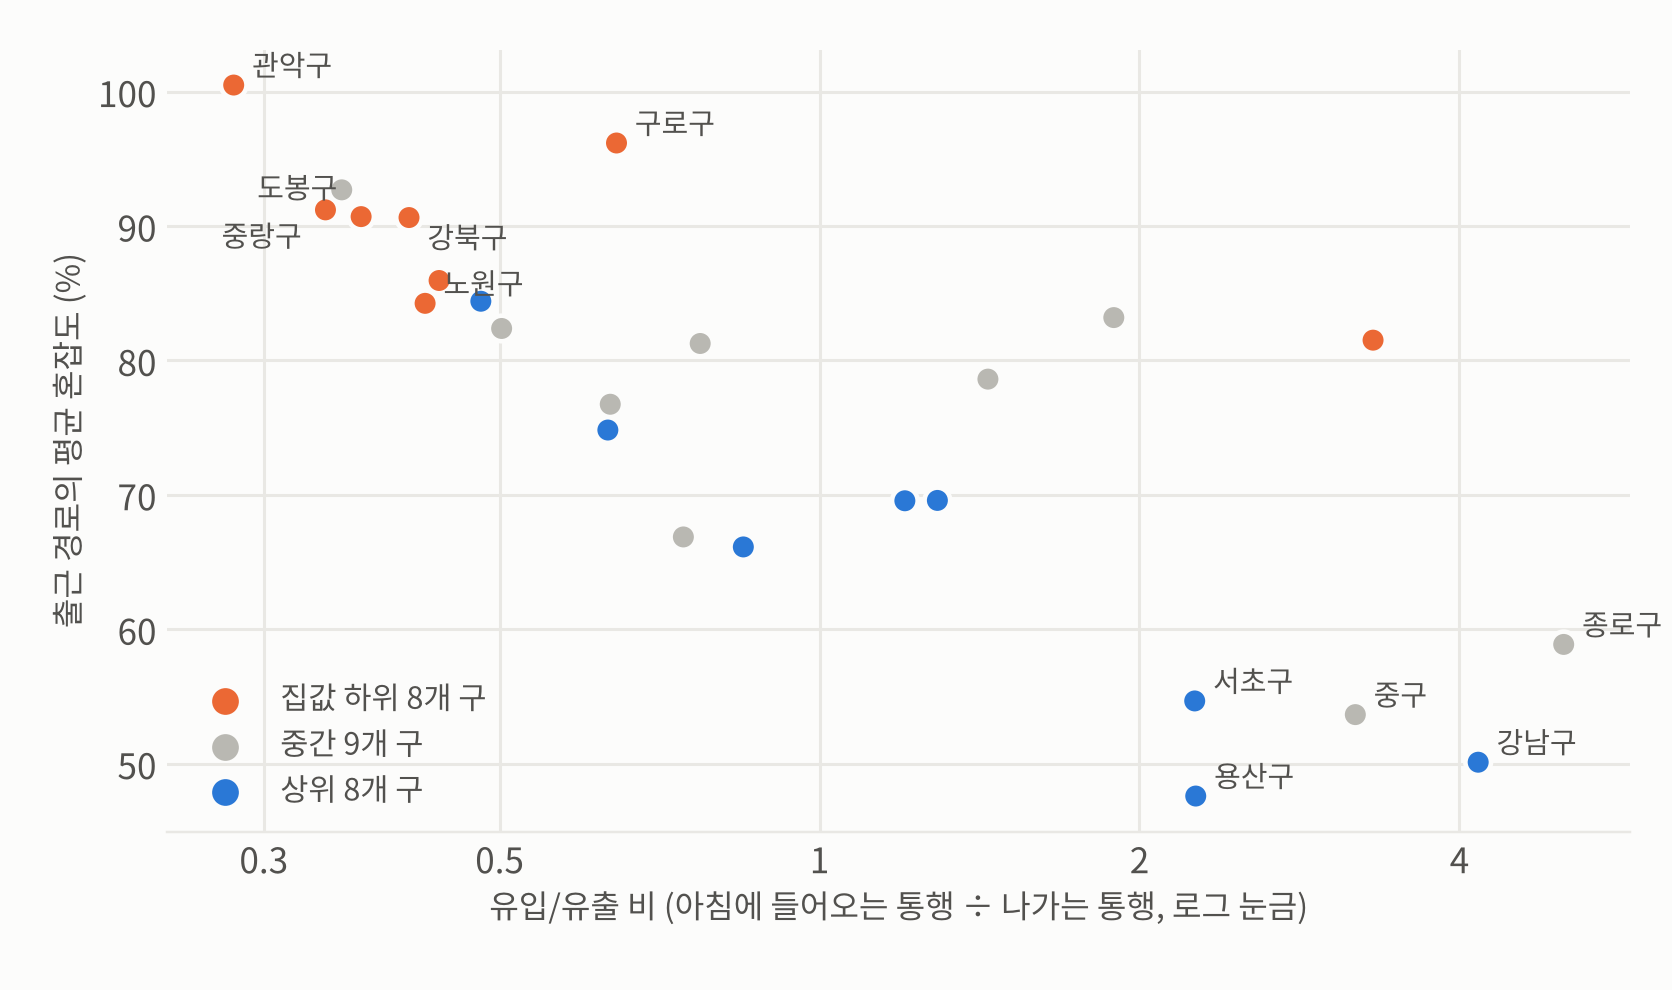 관악구
구로구
도봉구
중랑구
강북구
노원구
종로구
서초구
중구
강남구
용산구
100
90
80
70
60
50
출근 경로의 평균 혼잡도 (%)
집값 하위 8개 구
중간 9개 구
상위 8개 구
0.3 0.5 1 2 4
유입/유출 비 (아침에 들어오는 통행 ÷ 나가는 통행, 로그 눈금)